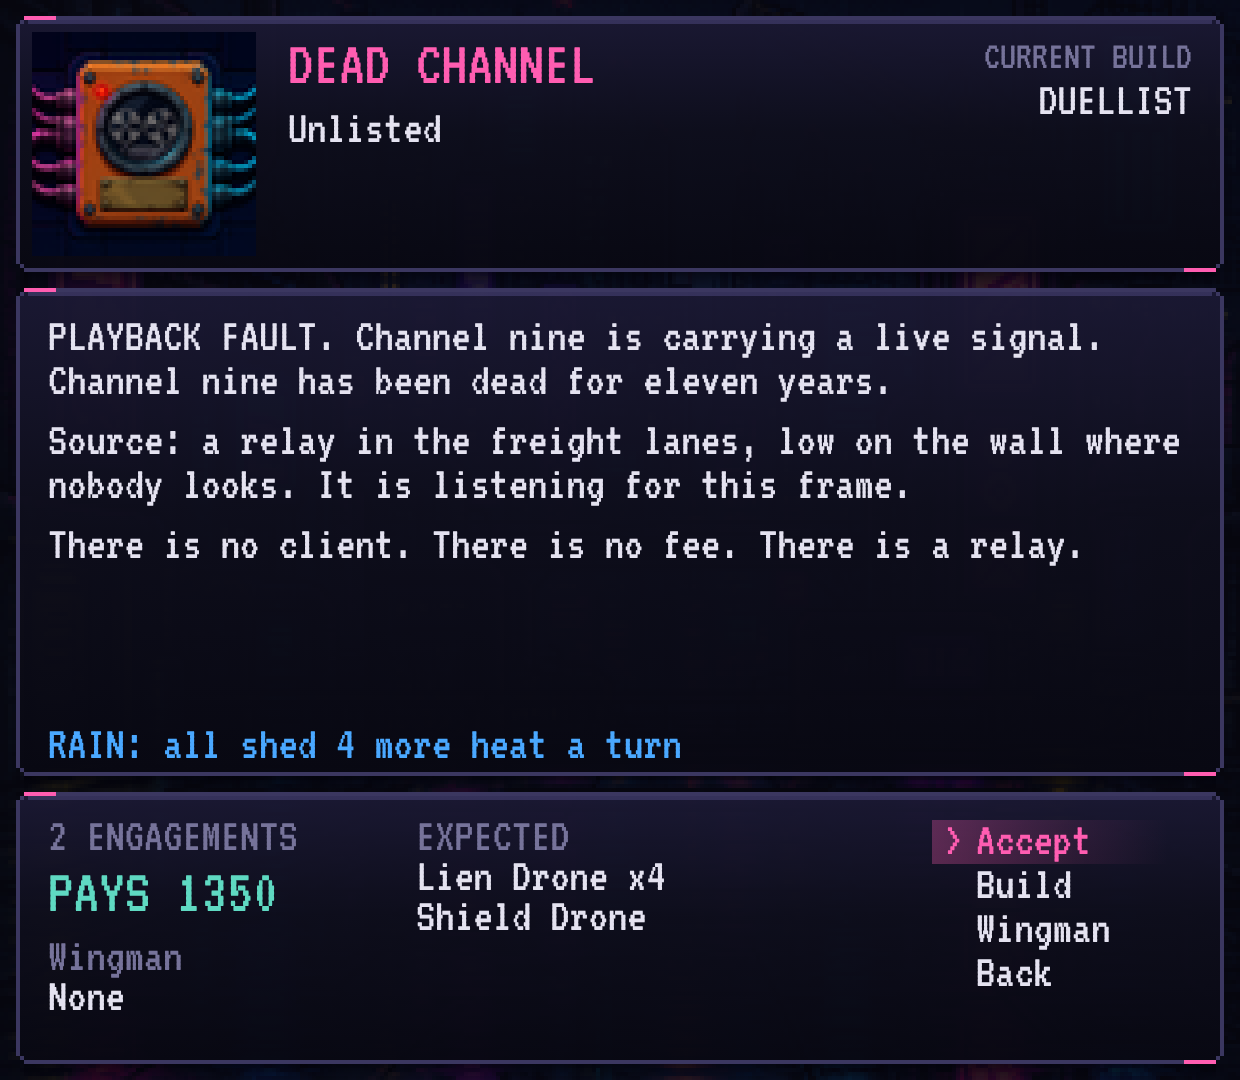 DEAD CHANNEL
Unlisted
CURRENT BUILD
DUELLIST
PLAYBACK FAULT. Channel nine is carrying a live signal.
Channel nine has been dead for eleven years.
Source: a relay in the freight lanes, low on the wall where
nobody looks. It is listening for this frame.
There is no client. There is no fee. There is a relay.
RAIN: all shed 4 more heat a turn
2 ENGAGEMENTS
PAYS 1350
Wingman
None
EXPECTED
Lien Drone x4
Shield Drone
> Accept
Build
Wingman
Back